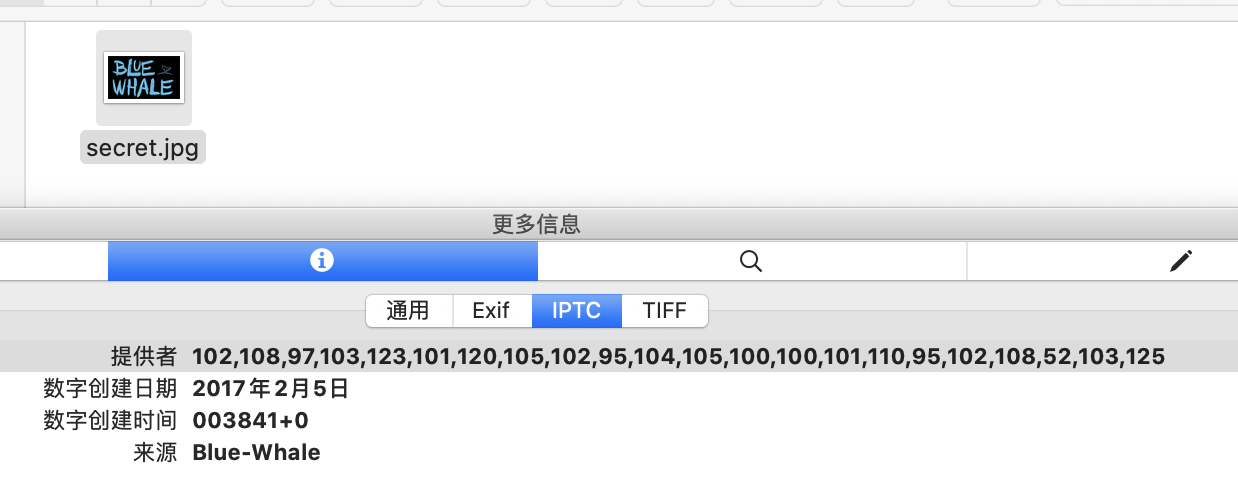 BLUE
WHALE
secret.jpg
更多信息
通用 Exif IPTC TIFF
提供者 102,108,97,103,123,101,120,105,102,95,104,105,100,100,101,110,95,102,108,52,103,125
数字创建日期 2017年2月5日
数字创建时间 003841+0
来源 Blue-Whale